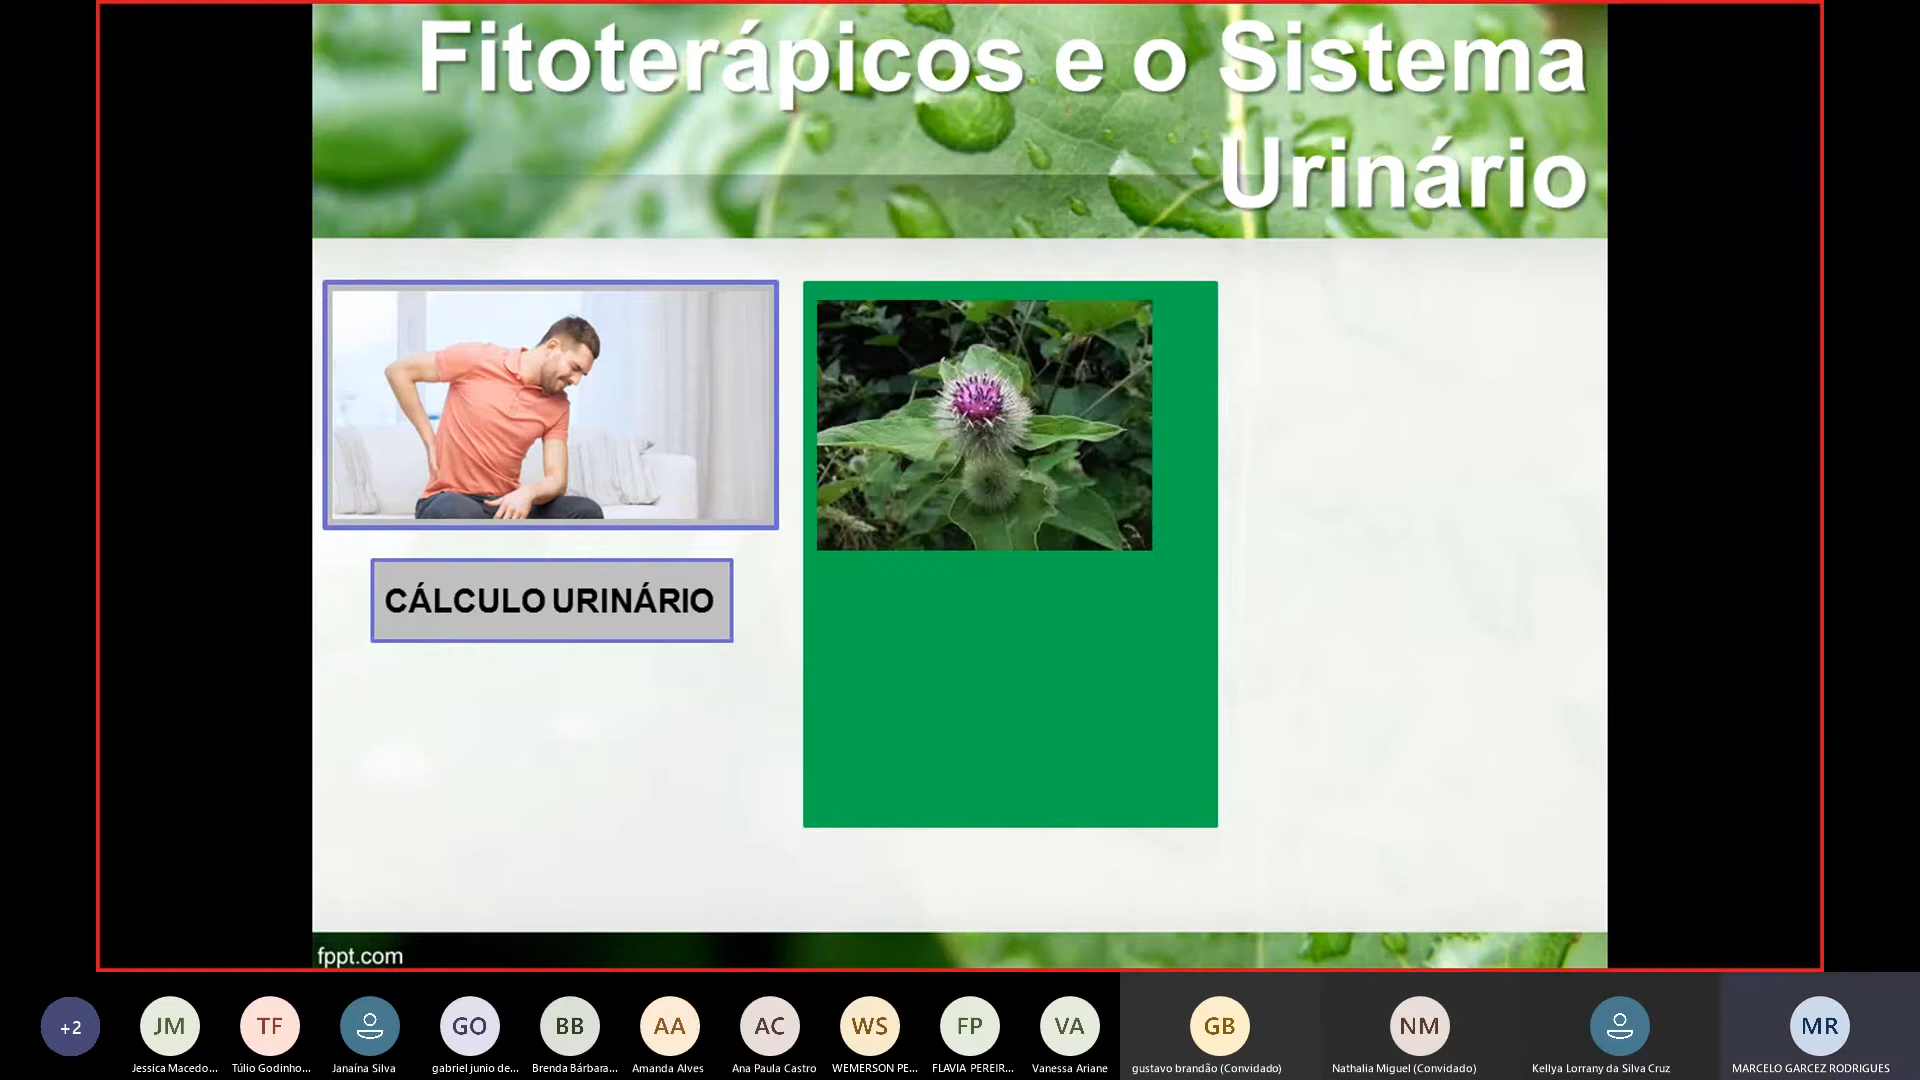 Fitoterápicos e o Sistema
Urinário
CÁLCULO URINÁRIO
fppt.com
+2
JM
TF
GO
BB
AA
AC
WS
FP
VA
GB
NM
MR
Jessica Macedo...
Túlio Godinho...
Janaína Silva
gabriel junio de...
Brenda Bárbara...
Amanda Alves
Ana Paula Castro
WEMERSON PE...
FLAVIA PEREIR...
Vanessa Ariane
gustavo brandão (Convidado)
Nathalia Miguel (Convidado)
Kellya Lorrany da Silva Cruz
MARCELO GARCEZ RODRIGUES